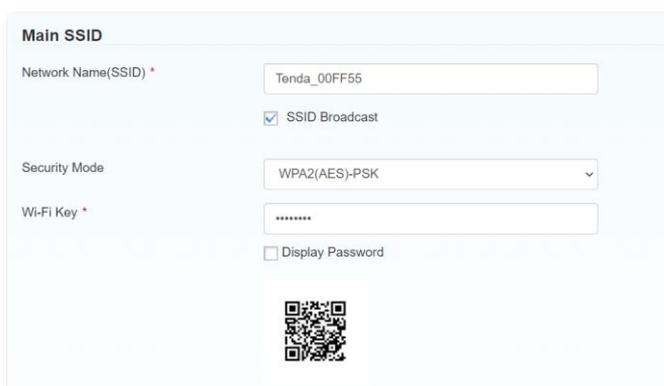 Main SSID
Network Name(SSID) *
Tenda_00FF55
SSID Broadcast
Security Mode
WPA2(AES)-PSK
Wi-Fi Key *
••••••••
Display Password